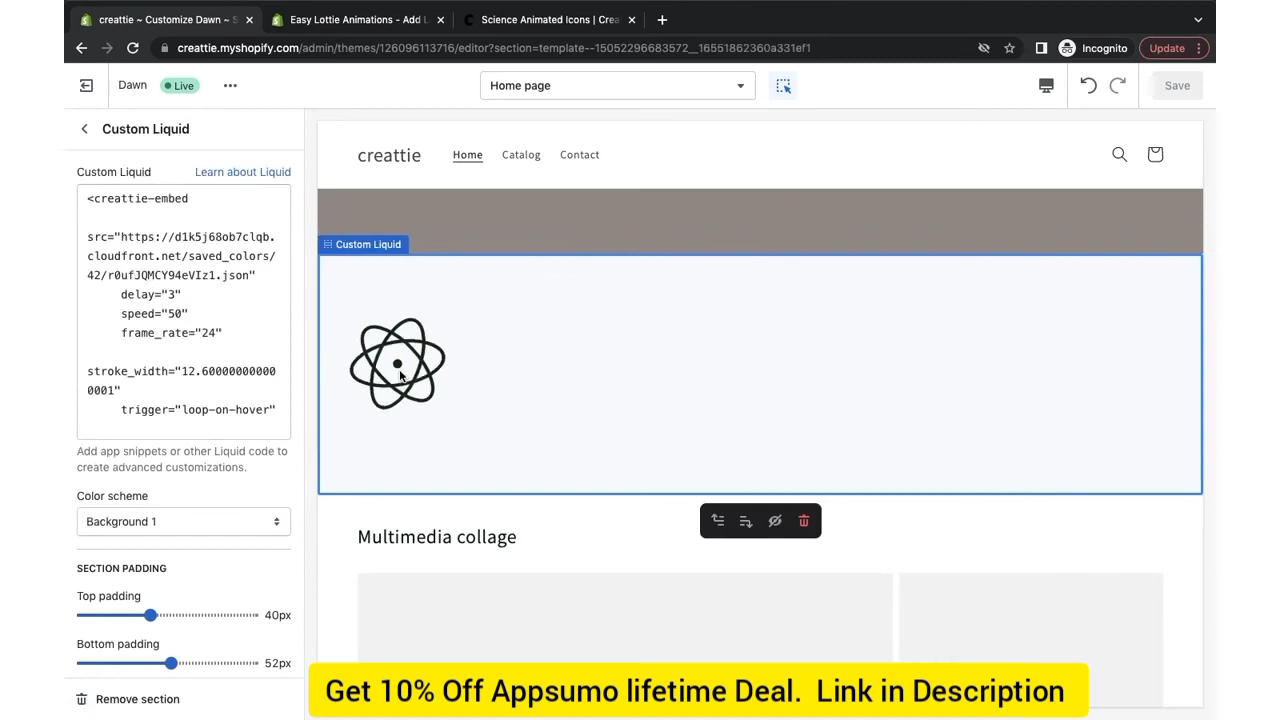 creattie ~ Customize Dawn ~ S
Easy Lottie Animations - Add L
Science Animated Icons | Crea
creattie.myshopify.com/admin/themes/126096113716/editor?section=template--15052296683572__16551862360a331ef1
Incognito
Update
Dawn
Live
Home page
Save
Custom Liquid
Custom Liquid
Learn about Liquid
<creattie-embed
src="https://d1k5j68ob7clqb.
cloudfront.net/saved_colors/
42/r0ufJQMCY94eVIz1.json"
delay="3"
speed="50"
frame_rate="24"
stroke_width="12.60000000000
0001"
trigger="loop-on-hover"
Add app snippets or other Liquid code to
create advanced customizations.
Color scheme
Background 1
SECTION PADDING
Top padding
40px
Bottom padding
52px
Remove section
creattie
Home
Catalog
Contact
Custom Liquid
Multimedia collage
Get 10% Off Appsumo lifetime Deal. Link in Description